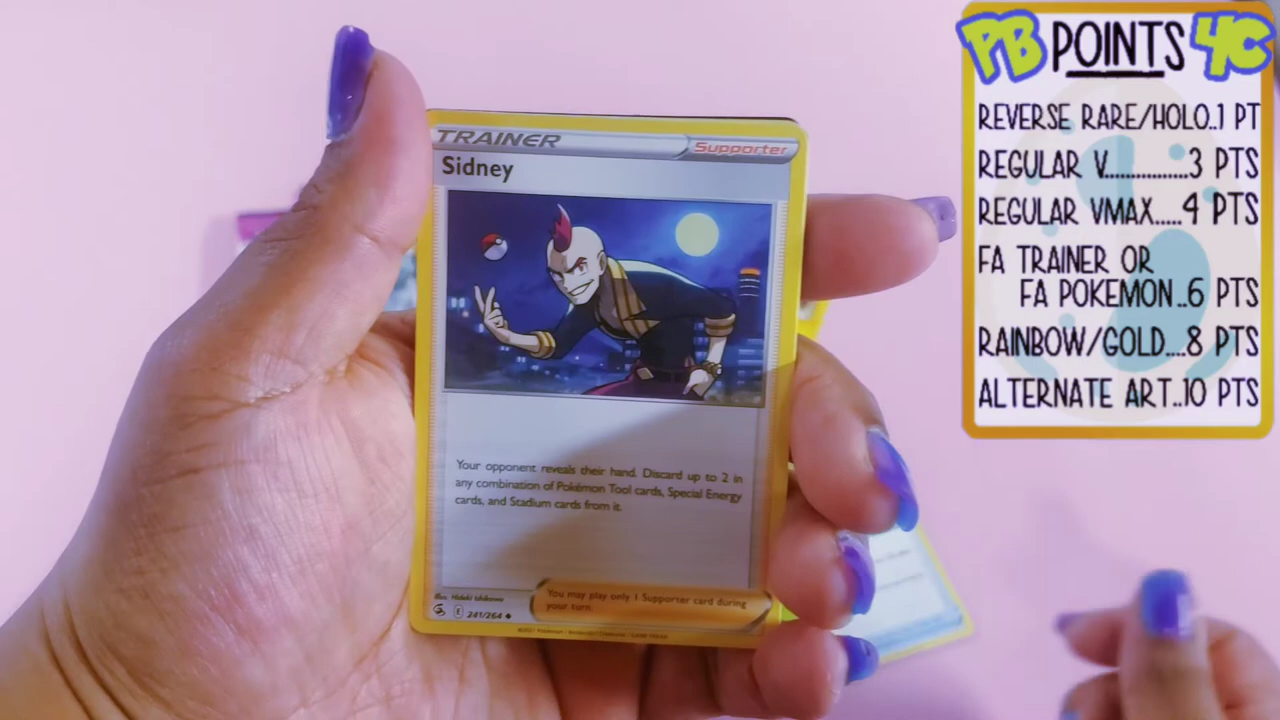 TRAINER
Supporter
Sidney
Your opponent reveals their hand. Discard up to 2 in
any combination of Pokémon Tool cards, Special Energy
cards, and Stadium cards from it.
Illus. Hideki Ishikawa
You may play only 1 Supporter card during
your turn.
E 241/264
PB POINTS 4C
REVERSE RARE/HOLO..1 PT
REGULAR V...............3 PTS
REGULAR VMAX.....4 PTS
FA TRAINER OR
FA POKEMON..6 PTS
RAINBOW/GOLD....8 PTS
ALTERNATE ART..10 PTS